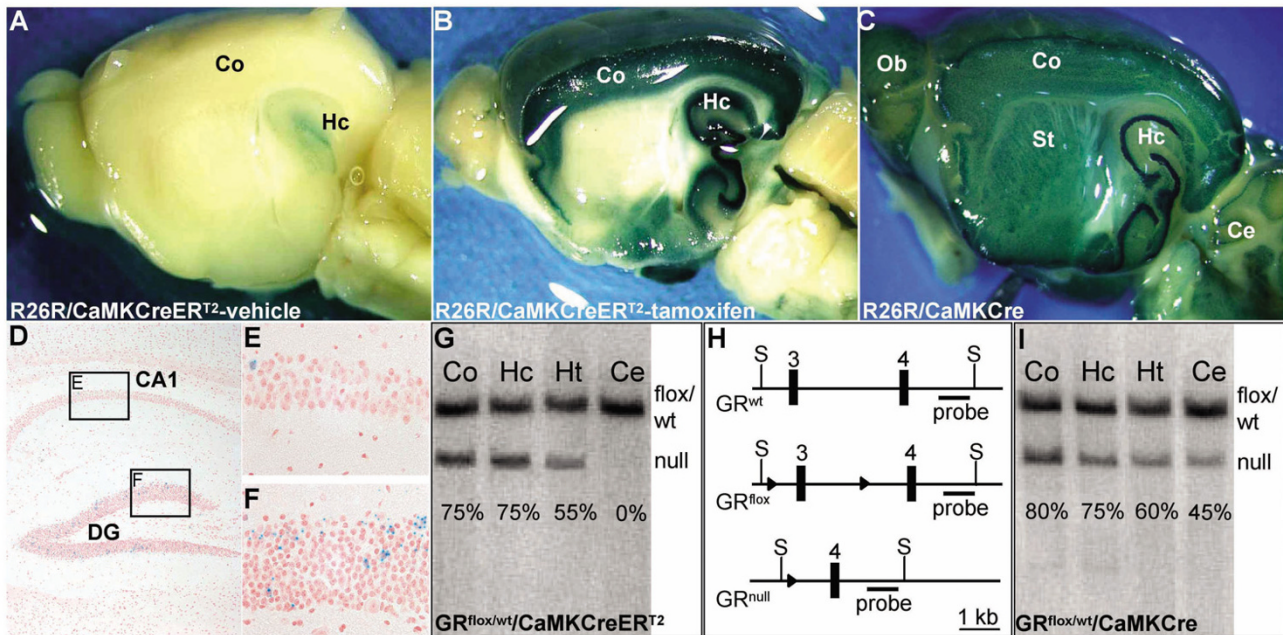 A
Co
Hc
R26R/CaMKCreERᵀ²-vehicle
B
Co
Hc
R26R/CaMKCreERᵀ²-tamoxifen
C
Ob
Co
St
Hc
Ce
R26R/CaMKCre
D
E
CA1
F
DG
E
F
G
Co Hc Ht Ce
flox/
wt
null
75% 75% 55% 0%
GRflox/wt/CaMKCreERᵀ²
H
S 3 4 S
GRwt
probe
S 3 4 S
GRflox
probe
S 4 S
GRnull
probe
1 kb
I
Co Hc Ht Ce
flox/
wt
null
80% 75% 60% 45%
GRflox/wt/CaMKCre